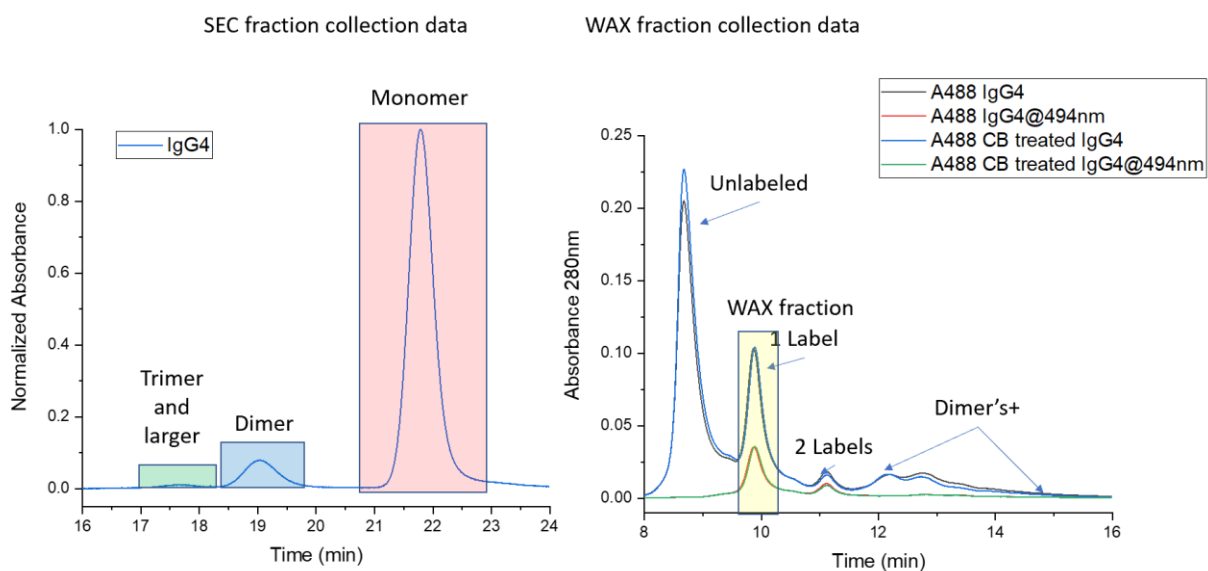 SEC fraction collection data
WAX fraction collection data
Normalized Absorbance
1.0
0.8
0.6
0.4
0.2
0.0
IgG4
Monomer
Trimer
and
larger
Dimer
16 17 18 19 20 21 22 23 24
Time (min)
Absorbance 280nm
0.25
0.20
0.15
0.10
0.05
0.00
A488 IgG4
A488 IgG4@494nm
A488 CB treated IgG4
A488 CB treated IgG4@494nm
Unlabeled
WAX fraction
1 Label
2 Labels
Dimer's+
8 10 12 14 16
Time (min)